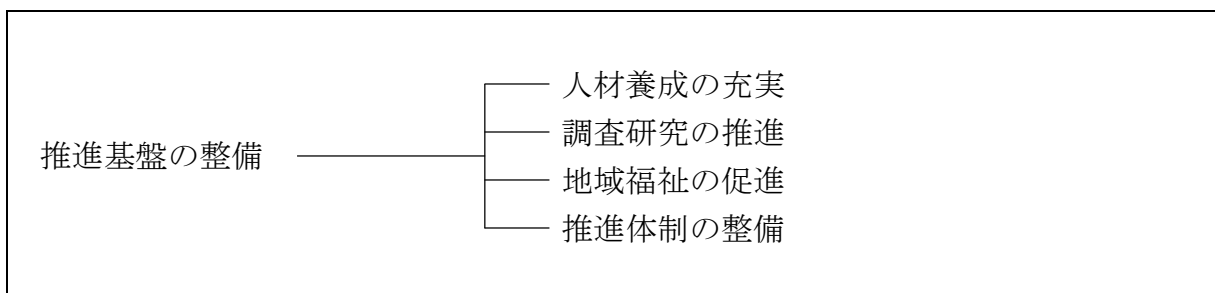 人材養成の充実
調査研究の推進
推進基盤の整備
地域福祉の促進
推進体制の整備